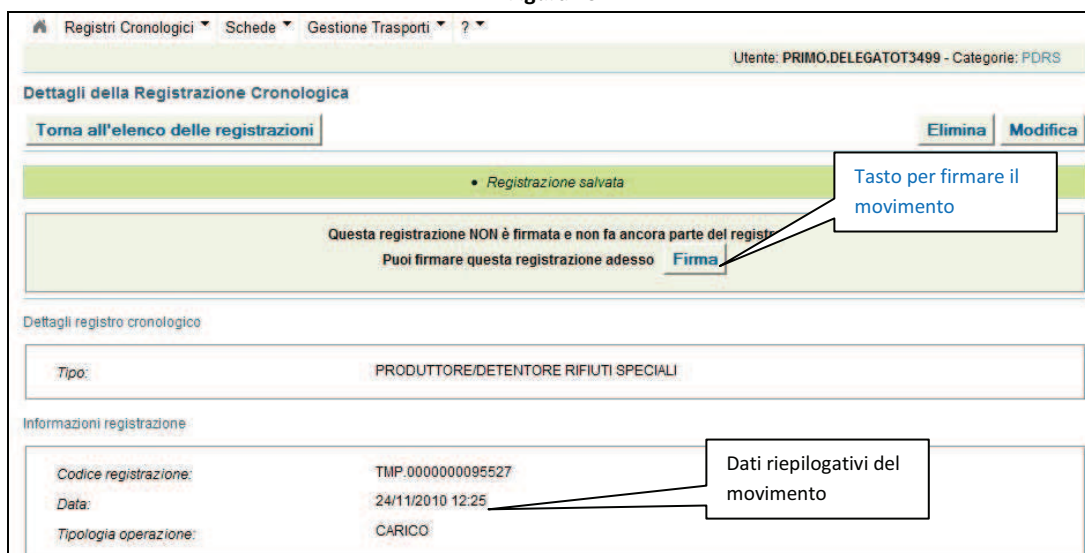 Registri Cronologici Schede Gestione Trasporti ?
Utente: PRIMO.DELEGATOT3499 - Categorie: PDRS
Dettagli della Registrazione Cronologica
Torna all'elenco delle registrazioni Elimina Modifica
• Registrazione salvata
Tasto per firmare il
movimento
Questa registrazione NON è firmata e non fa ancora parte del
Puoi firmare questa registrazione adesso Firma
Dettagli registro cronologico
Tipo: PRODUTTORE/DETENTORE RIFIUTI SPECIALI
Informazioni registrazione
Codice registrazione: TMP.0000000095527
Data: 24/11/2010 12:25
Tipologia operazione: CARICO
Dati riepilogativi del
movimento